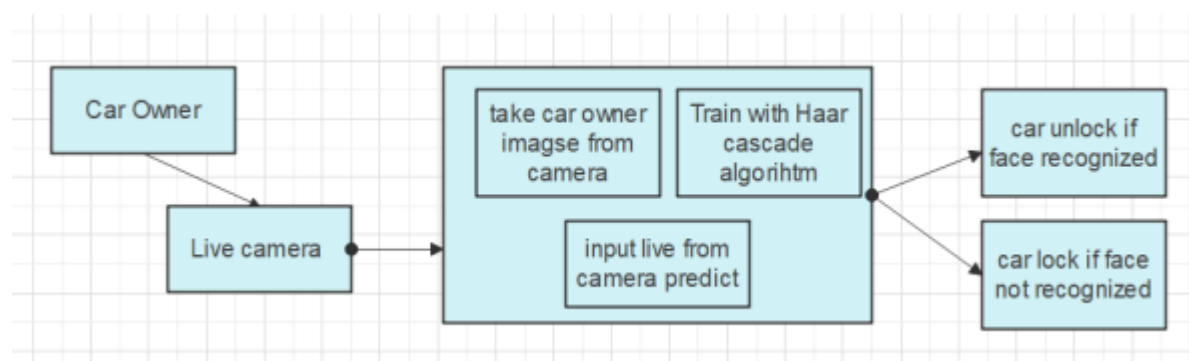 Car Owner
Live camera
take car owner
imagse from
camera
Train with Haar
cascade
algorihtm
input live from
camera predict
car unlock if
face recognized
car lock if face
not recognized